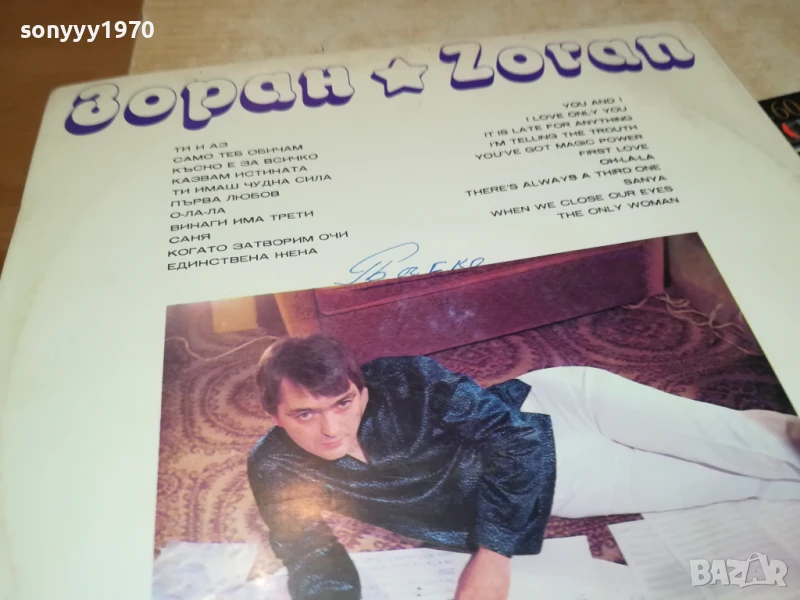 sonyyy1970
Зоран ★ Zoran
ТИ И АЗ
САМО ТЕБ ОБИЧАМ
КЪСНО Е ЗА ВСИЧКО
КАЗВАМ ИСТИНАТА
ТИ ИМАШ ЧУДНА СИЛА
ПЪРВА ЛЮБОВ
О-ЛА-ЛА
ВИНАГИ ИМА ТРЕТИ
САНЯ
КОГАТО ЗАТВОРИМ ОЧИ
ЕДИНСТВЕНА ЖЕНА
YOU AND I
I LOVE ONLY YOU
IT IS LATE FOR ANYTHING
I'M TELLING THE TROUTH
YOU'VE GOT MAGIC POWER
FIRST LOVE
OH-LA-LA
THERE'S ALWAYS A THIRD ONE
SANYA
WHEN WE CLOSE OUR EYES
THE ONLY WOMAN
60
BAZAR.bg